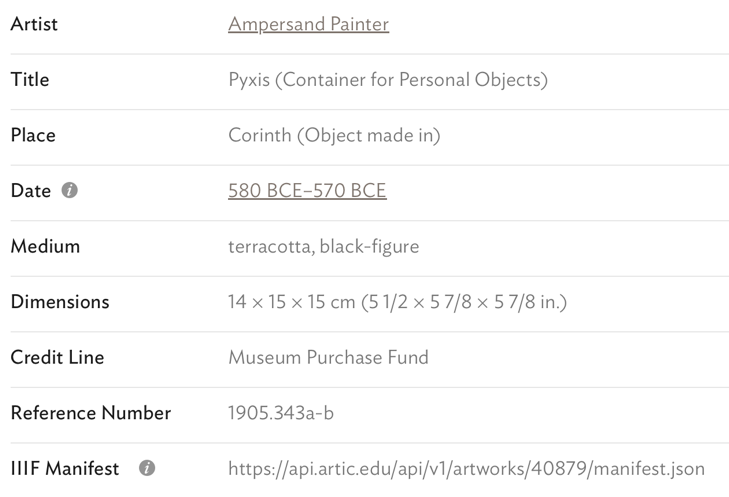 Artist Ampersand Painter
Title Pyxis (Container for Personal Objects)
Place Corinth (Object made in)
Date 580 BCE–570 BCE
Medium terracotta, black-figure
Dimensions 14 × 15 × 15 cm (5 1/2 × 5 7/8 × 5 7/8 in.)
Credit Line Museum Purchase Fund
Reference Number 1905.343a-b
IIIF Manifest https://api.artic.edu/api/v1/artworks/40879/manifest.json